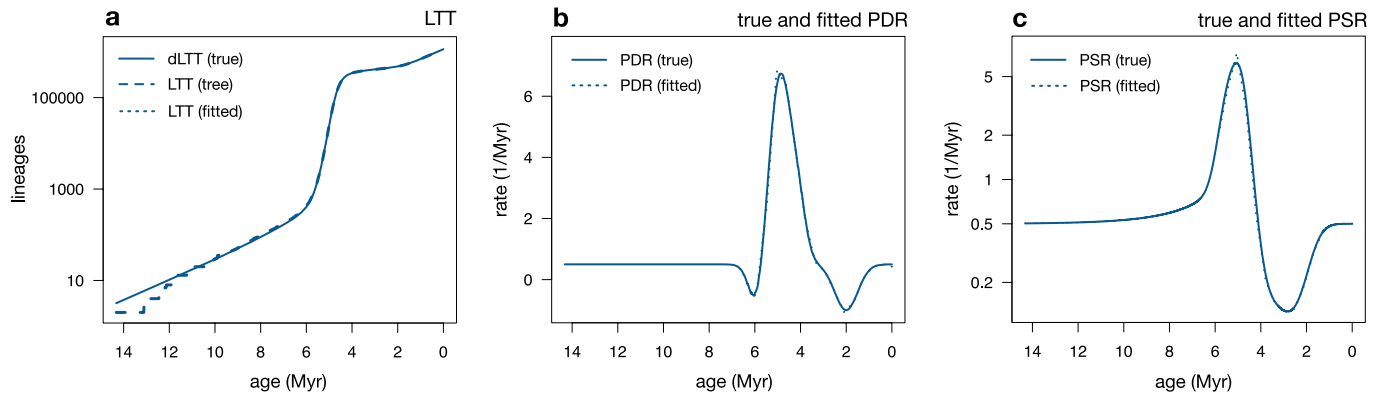 a
LTT
dLTT (true)
LTT (tree)
LTT (fitted)
100000
1000
10
lineages
14 12 10 8 6 4 2 0
age (Myr)
b
true and fitted PDR
PDR (true)
PDR (fitted)
6
4
2
0
rate (1/Myr)
14 12 10 8 6 4 2 0
age (Myr)
c
true and fitted PSR
PSR (true)
PSR (fitted)
5
2
1
0.5
0.2
rate (1/Myr)
14 12 10 8 6 4 2 0
age (Myr)